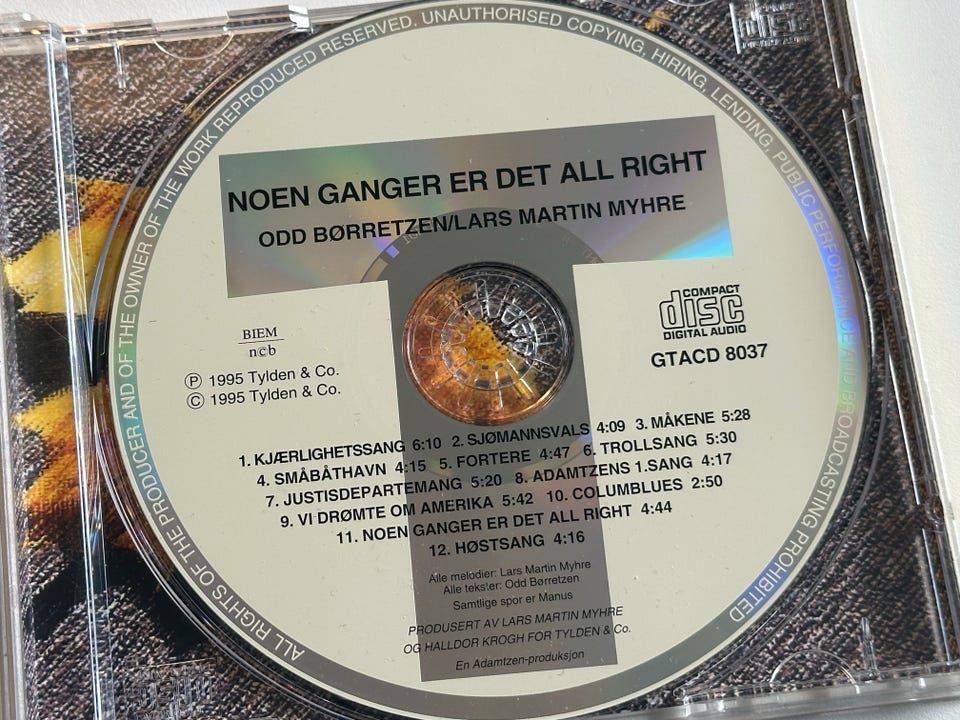 ALL RIGHTS OF THE PRODUCER AND OF THE OWNER OF THE WORK REPRODUCED RESERVED. UNAUTHORISED COPYING, HIRING, LENDING, PUBLIC PERFORMANCE AND BROADCASTING PROHIBITED
NOEN GANGER ER DET ALL RIGHT
ODD BØRRETZEN/LARS MARTIN MYHRE
COMPACT
disc
DIGITAL AUDIO
GTACD 8037
BIEM
ncb
Ⓟ 1995 Tylden & Co.
© 1995 Tylden & Co.
1. KJÆRLIGHETSSANG 6:10 2. SJØMANNSVALS 4:09 3. MÅKENE 5:28
4. SMÅBÅTHAVN 4:15 5. FORTERE 4:47 6. TROLLSANG 5:30
7. JUSTISDEPARTEMANG 5:20 8. ADAMTZENS 1.SANG 4:17
9. VI DRØMTE OM AMERIKA 5:42 10. COLUMBLUES 2:50
11. NOEN GANGER ER DET ALL RIGHT 4:44
12. HØSTSANG 4:16
Alle melodier: Lars Martin Myhre
Alle tekster: Odd Børretzen
Samtlige spor er Manus
PRODUSERT AV LARS MARTIN MYHRE
OG HALLDOR KROGH FOR TYLDEN & Co.
En Adamtzen-produksjon